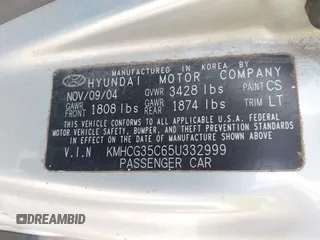 MANUFACTURED IN KOREA BY
HYUNDAI MOTOR COMPANY
NOV/09/04 GVWR 3428 lbs PAINT CS
GAWR FRONT 1808 lbs GAWR REAR 1874 lbs TRIM LT
THIS VEHICLE CONFORMS TO ALL APPLICABLE U.S.A FEDERAL
MOTOR VEHICLE SAFETY, BUMPER, AND THEFT PREVENTION
STANDARDS IN EFFECT ON THE DATE OF MANUFACTURE SHOWN ABOVE.
V.I.N KMHCG35C65U332999
PASSENGER CAR
DREAMBID